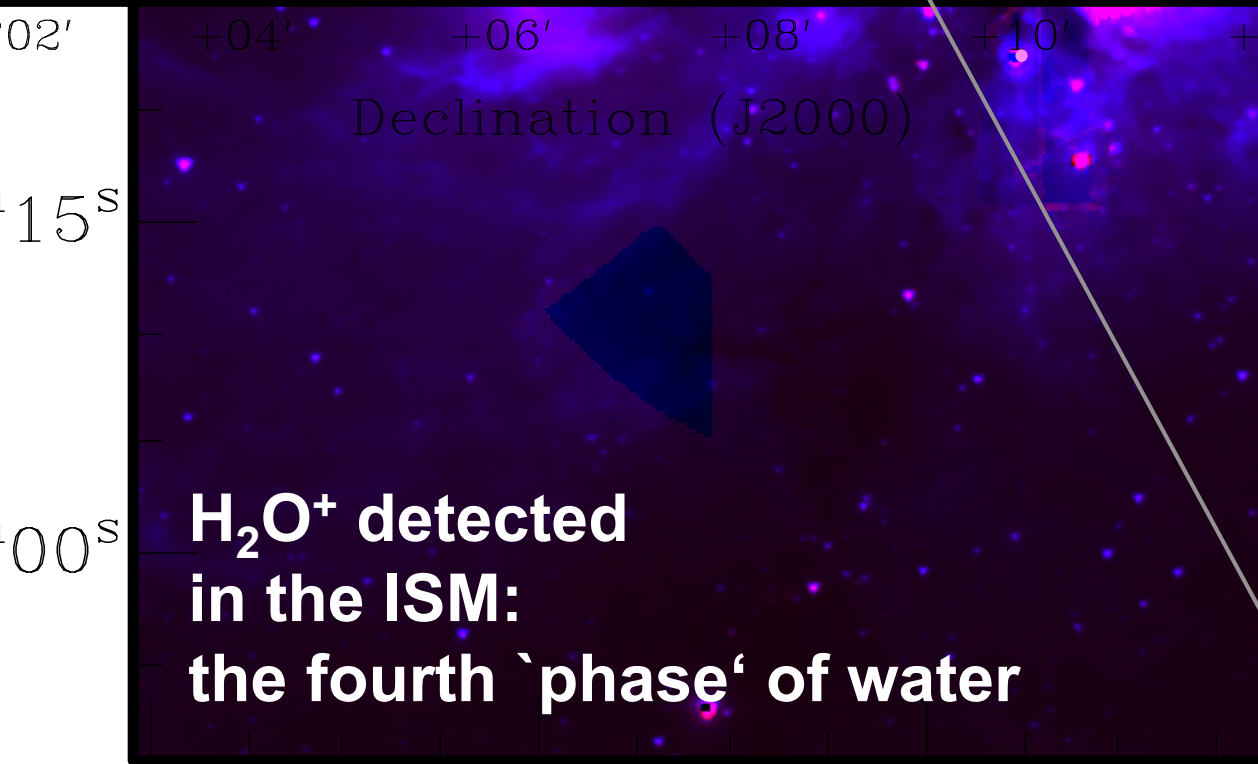 02′ +04′ +06′ +08′ +10′ +
Declination (J2000)
15ˢ
00ˢ
H₂O⁺ detected
in the ISM:
the fourth `phase‘ of water